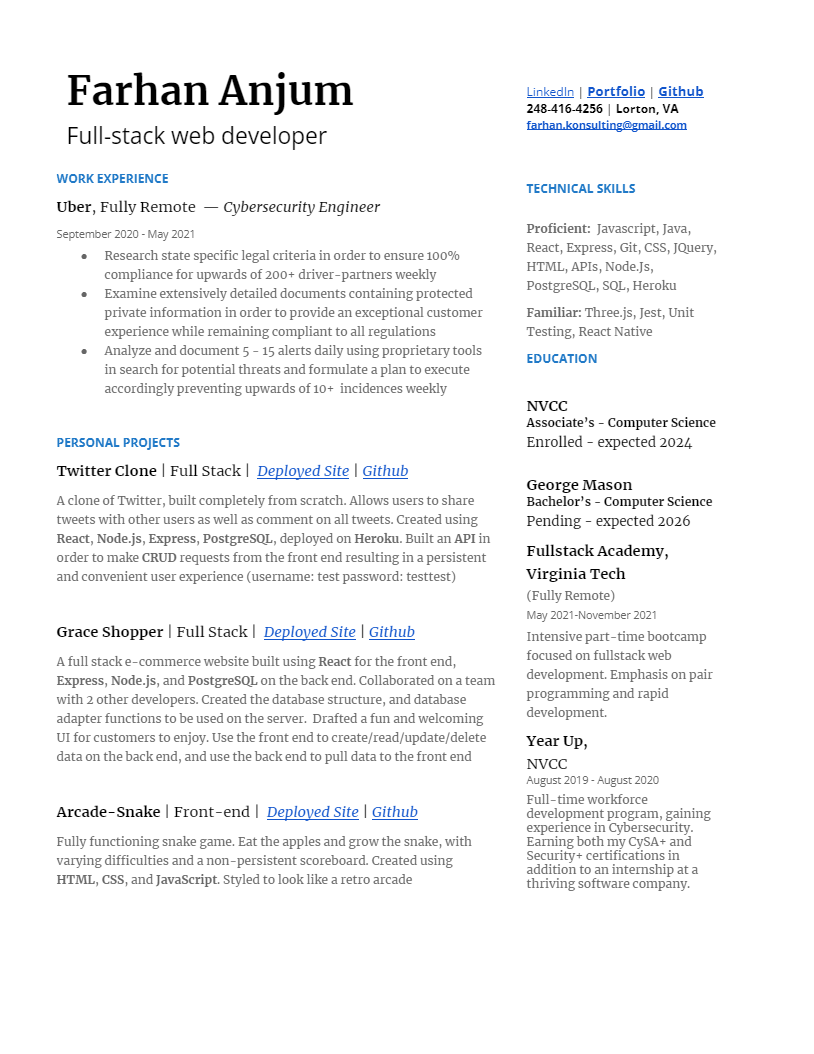 Farhan Anjum
Full-stack web developer
LinkedIn | Portfolio | Github
248-416-4256 | Lorton, VA
farhan.konsulting@gmail.com
WORK EXPERIENCE
Uber, Fully Remote — Cybersecurity Engineer
September 2020 - May 2021
● Research state specific legal criteria in order to ensure 100%
compliance for upwards of 200+ driver-partners weekly
● Examine extensively detailed documents containing protected
private information in order to provide an exceptional customer
experience while remaining compliant to all regulations
● Analyze and document 5 - 15 alerts daily using proprietary tools
in search for potential threats and formulate a plan to execute
accordingly preventing upwards of 10+ incidences weekly
PERSONAL PROJECTS
Twitter Clone | Full Stack | Deployed Site | Github
A clone of Twitter, built completely from scratch. Allows users to share
tweets with other users as well as comment on all tweets. Created using
React, Node.js, Express, PostgreSQL, deployed on Heroku. Built an API in
order to make CRUD requests from the front end resulting in a persistent
and convenient user experience (username: test password: testtest)
Grace Shopper | Full Stack | Deployed Site | Github
A full stack e-commerce website built using React for the front end,
Express, Node.js, and PostgreSQL on the back end. Collaborated on a team
with 2 other developers. Created the database structure, and database
adapter functions to be used on the server. Drafted a fun and welcoming
UI for customers to enjoy. Use the front end to create/read/update/delete
data on the back end, and use the back end to pull data to the front end
Arcade-Snake | Front-end | Deployed Site | Github
Fully functioning snake game. Eat the apples and grow the snake, with
varying difficulties and a non-persistent scoreboard. Created using
HTML, CSS, and JavaScript. Styled to look like a retro arcade
TECHNICAL SKILLS
Proficient: Javascript, Java,
React, Express, Git, CSS, JQuery,
HTML, APIs, Node.Js,
PostgreSQL, SQL, Heroku
Familiar: Three.js, Jest, Unit
Testing, React Native
EDUCATION
NVCC
Associate’s - Computer Science
Enrolled - expected 2024
George Mason
Bachelor’s - Computer Science
Pending - expected 2026
Fullstack Academy,
Virginia Tech
(Fully Remote)
May 2021-November 2021
Intensive part-time bootcamp
focused on fullstack web
development. Emphasis on pair
programming and rapid
development.
Year Up,
NVCC
August 2019 - August 2020
Full-time workforce
development program, gaining
experience in Cybersecurity.
Earning both my CySA+ and
Security+ certifications in
addition to an internship at a
thriving software company.